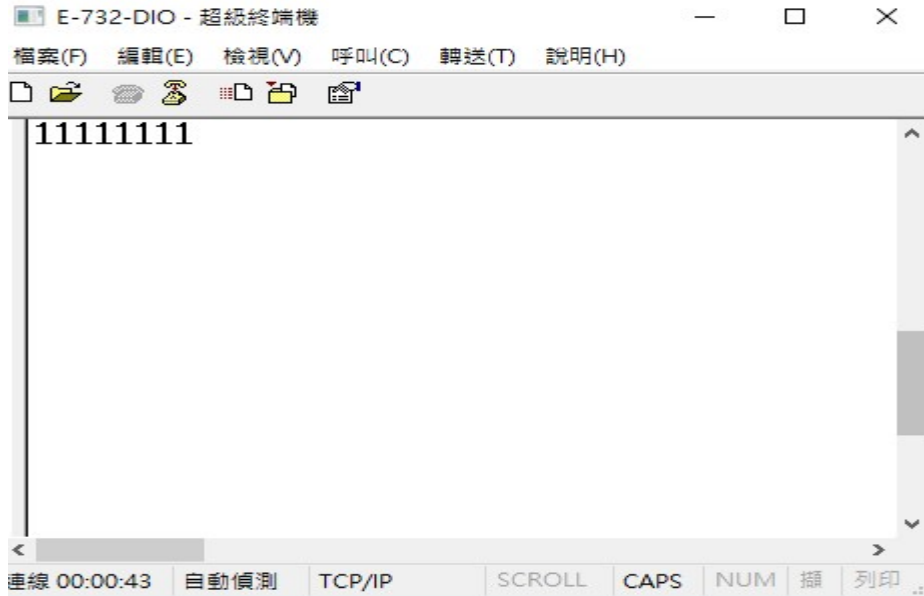 E-732-DIO - 超級終端機
檔案(F) 編輯(E) 檢視(V) 呼叫(C) 轉送(T) 說明(H)
11111111
連線 00:00:43 自動偵測 TCP/IP SCROLL CAPS NUM 擷 列印